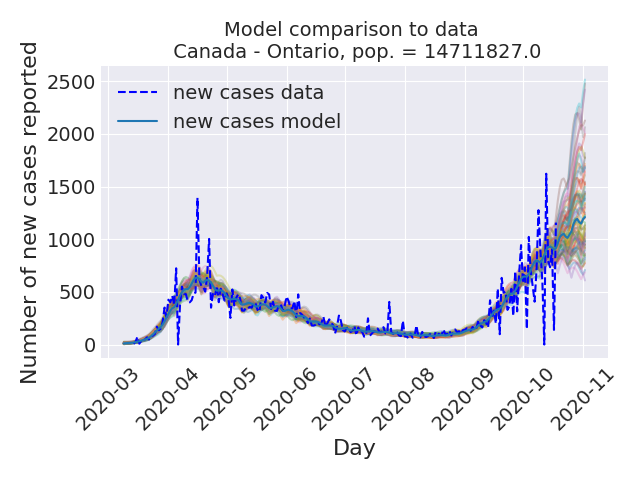 Model comparison to data
Canada - Ontario, pop. = 14711827.0
new cases data
new cases model
Number of new cases reported
2500
2000
1500
1000
500
0
2020-03
2020-04
2020-05
2020-06
2020-07
2020-08
2020-09
2020-10
2020-11
Day